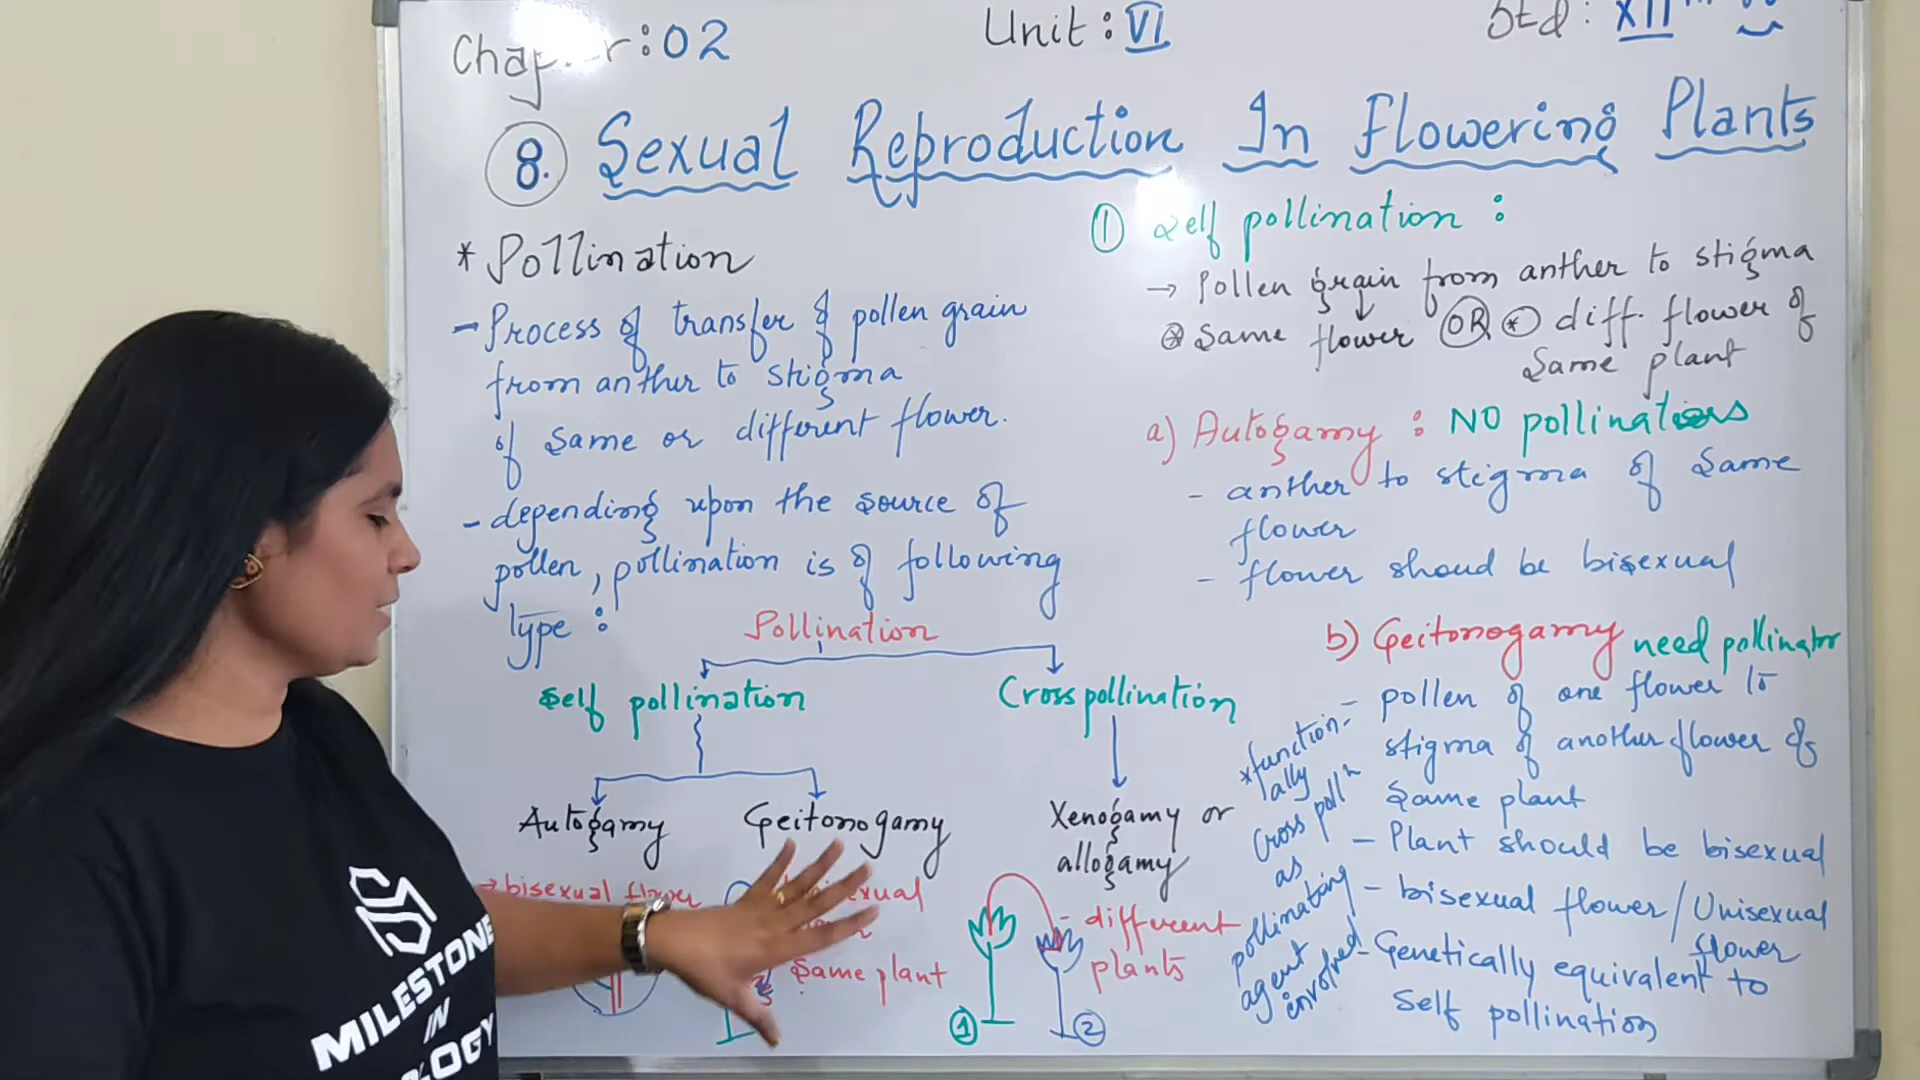 Chap r : 02
Unit : VI
Std : XII
8. Sexual Reproduction In Flowering Plants
* Pollination
- Process of transfer of pollen grain
from anther to stigma
of same or different flower.
- depending upon the source of
pollen, pollination is of following
type :
Pollination
Self pollination
Cross pollination
Autogamy
Geitonogamy
Xenogamy or
allogamy
→ bisexual flower
exual
same plant
- different
plants
1
2
1 Self pollination :
→ Pollen grain from anther to stigma
* Same flower OR * diff. flower of
same plant
a) Autogamy : NO pollinators
- anther to stigma of same
flower
- flower shoud be bisexual
b) Geitonogamy need pollinator
- pollen of one flower to
stigma of another flower of
same plant
- Plant should be bisexual
- bisexual flower / Unisexual
flower
- Genetically equivalent to
self pollination
* function-
ally
cross pollⁿ
as
pollinating
agent
involved
MILESTONE
IN
OLOGY